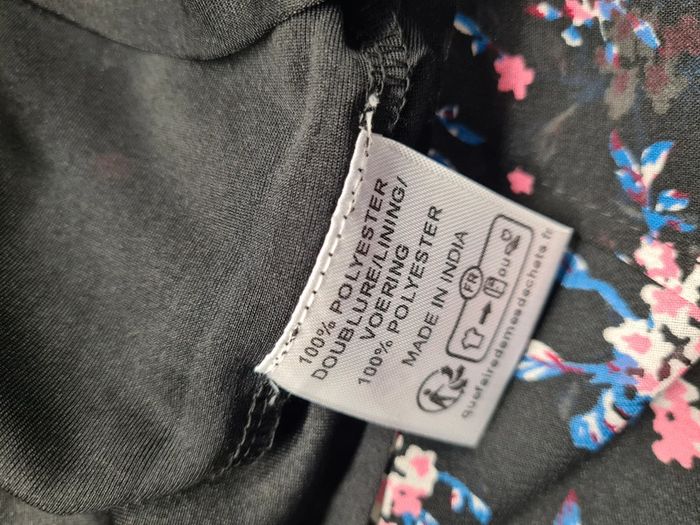 100% POLYESTER
DOUBLURE/LINING/
VOERING
100% POLYESTER
MADE IN INDIA
FR
OU
quefairedemesdechets.fr